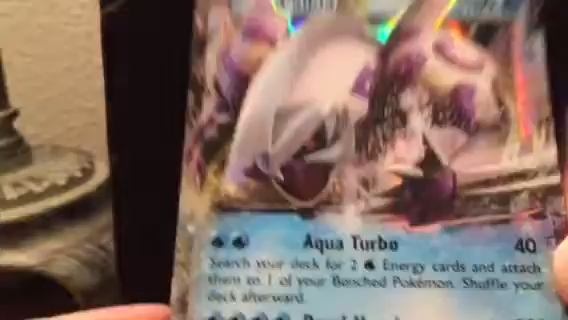 Aqua Turbo 40
Search your deck for 2 Energy cards and attach
them to 1 of your Benched Pokémon. Shuffle your
deck afterward.